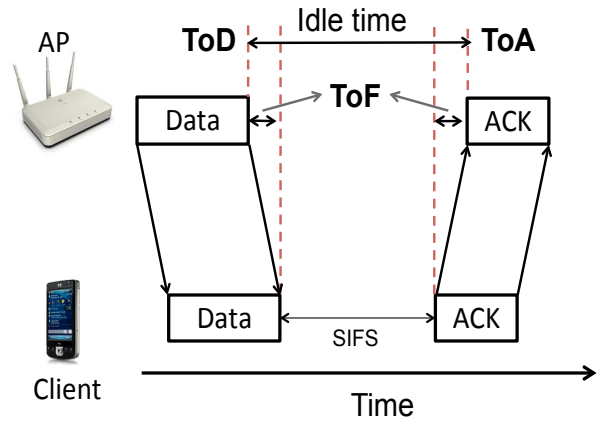 Idle time
AP
ToD
ToA
ToF
Data
ACK
Data
SIFS
ACK
Client
Time